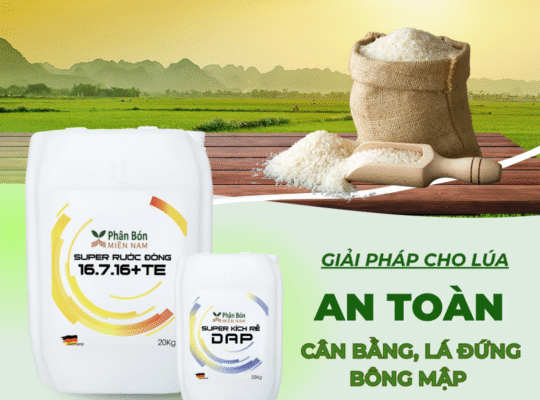 Phân Bón
MIỀN NAM
SUPER RƯỚC ĐÒNG
16.7.16+TE
20Kg
Phân Bón
MIỀN NAM
SUPER KÍCH RỄ
DAP
20Kg
GIẢI PHÁP CHO LÚA
AN TOÀN
CÂN BẰNG, LÁ ĐỨNG
BÔNG MẬP